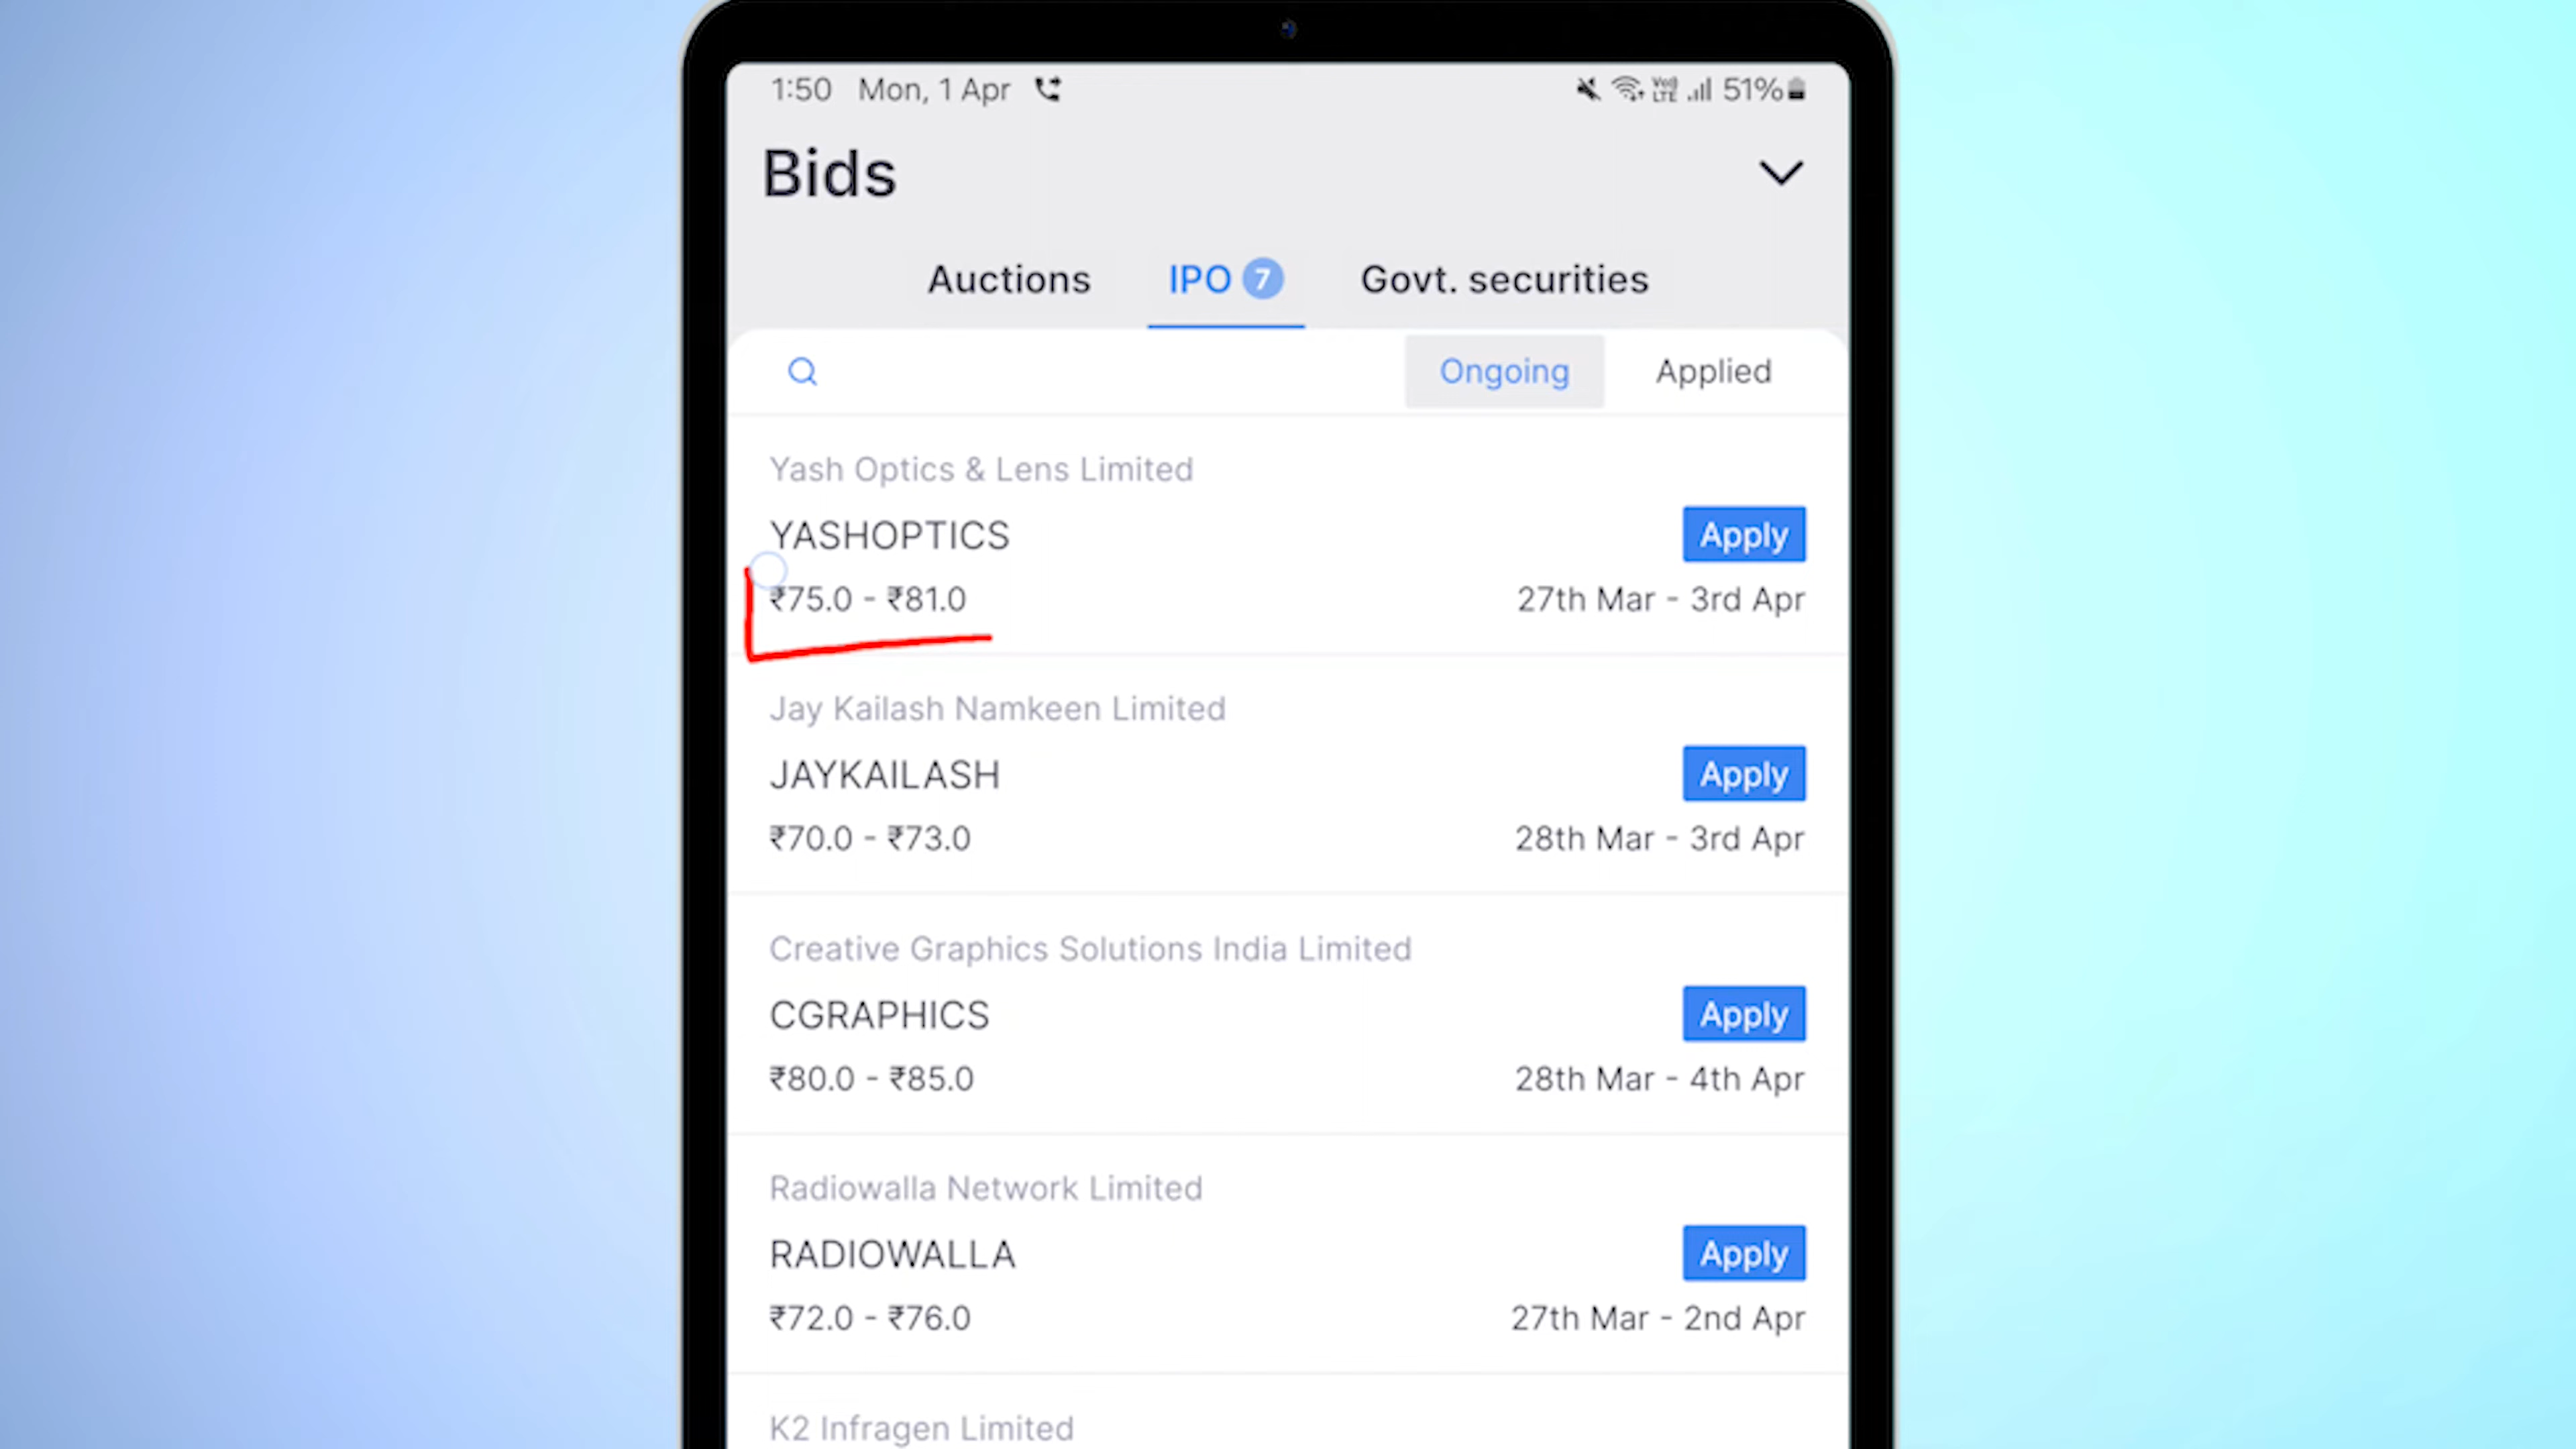 1:50 Mon, 1 Apr 51%
Bids
Auctions IPO 7 Govt. securities
Ongoing Applied
Yash Optics & Lens Limited
YASHOPTICS Apply
₹75.0 - ₹81.0 27th Mar - 3rd Apr
Jay Kailash Namkeen Limited
JAYKAILASH Apply
₹70.0 - ₹73.0 28th Mar - 3rd Apr
Creative Graphics Solutions India Limited
CGRAPHICS Apply
₹80.0 - ₹85.0 28th Mar - 4th Apr
Radiowalla Network Limited
RADIOWALLA Apply
₹72.0 - ₹76.0 27th Mar - 2nd Apr
K2 Infragen Limited